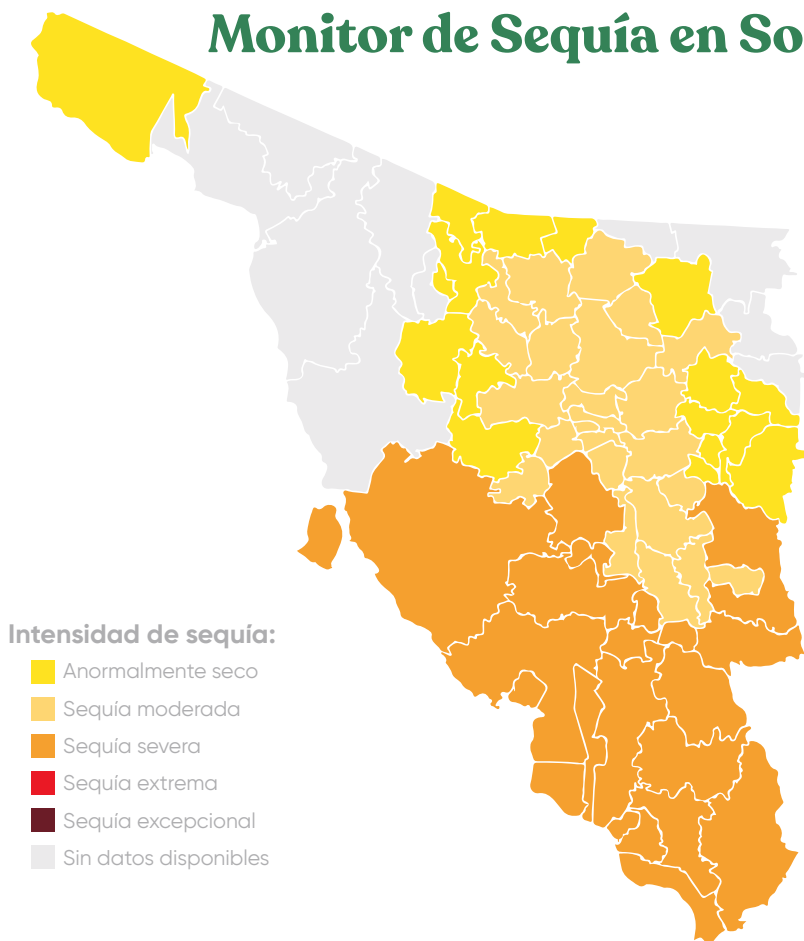 Monitor de Sequía en So
Intensidad de sequía:
Anormalmente seco
Sequía moderada
Sequía severa
Sequía extrema
Sequía excepcional
Sin datos disponibles